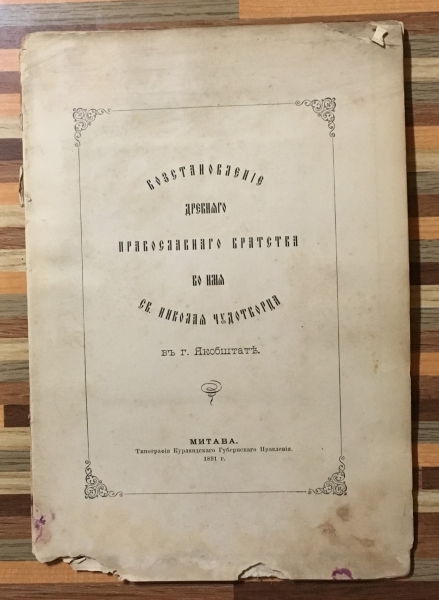 ВОЗСТАНОВЛЕНІЕ
ДРЕВНЯГО
ПРАВОСЛАВНАГО БРАТСТВА
ВО ИМЯ
СВ. НИКОЛАЯ ЧУДОТВОРЦА
въ г. Якобштатѣ.
МИТАВА.
Типографія Курляндскаго Губернскаго Правленія.
1891 г.